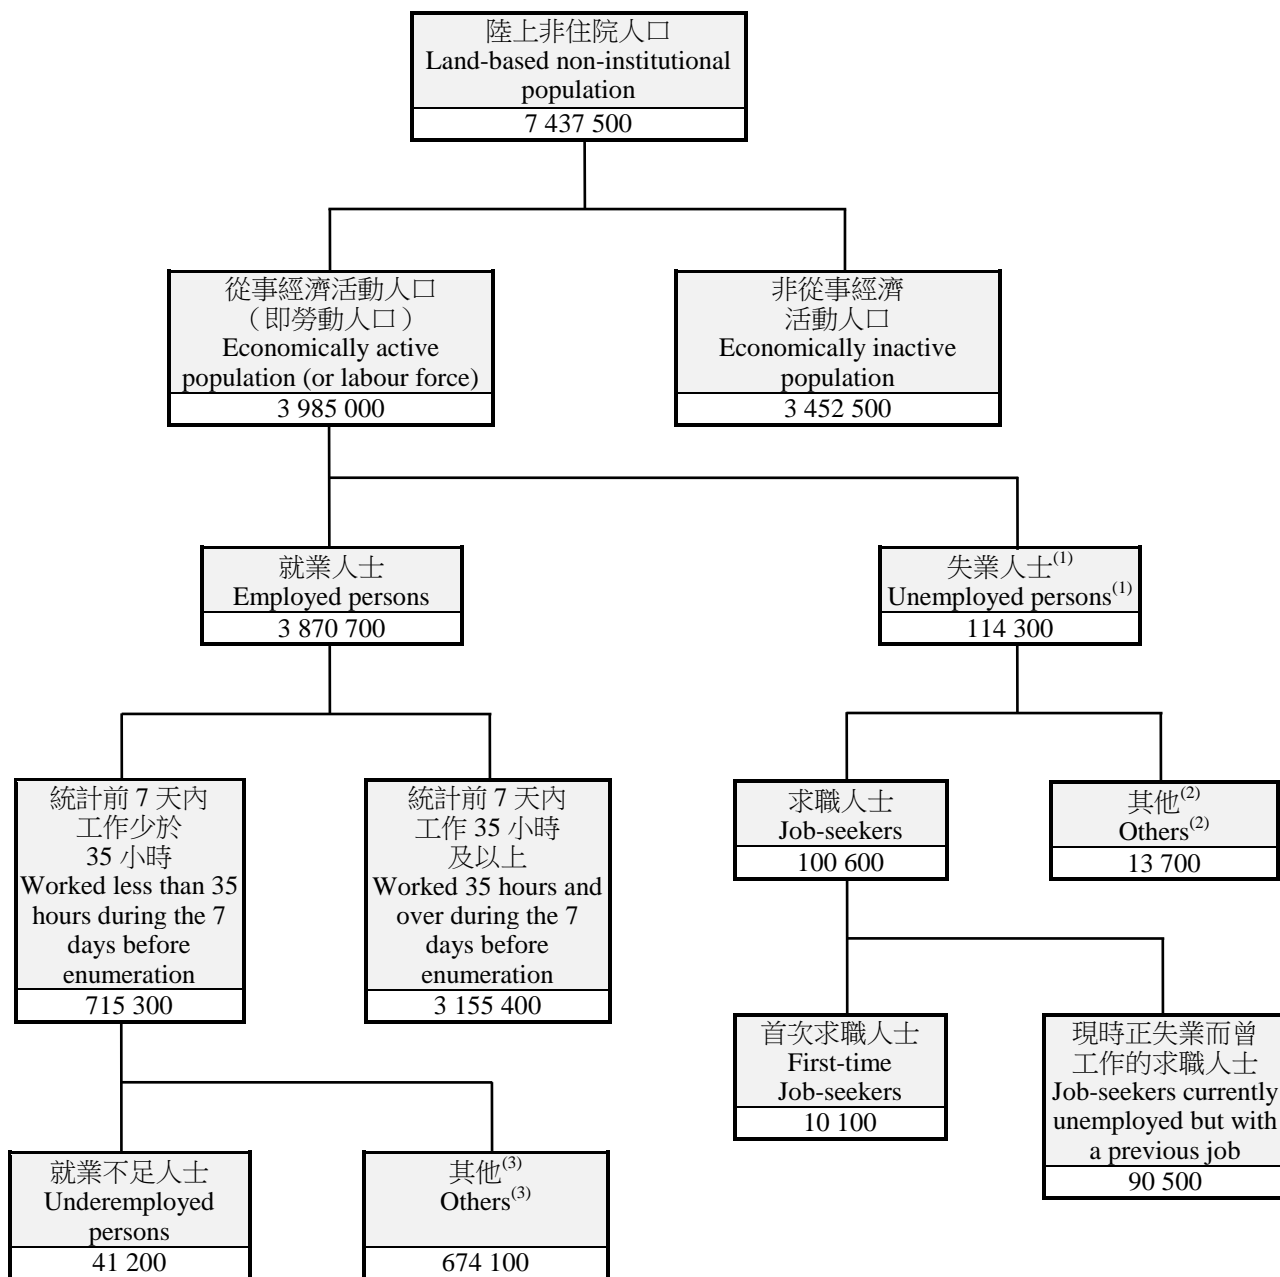 陸上非住院人口
Land-based non-institutional
population
7 437 500
從事經濟活動人口
（即勞動人口）
Economically active
population (or labour force)
3 985 000
非從事經濟
活動人口
Economically inactive
population
3 452 500
就業人士
Employed persons
3 870 700
失業人士(1)
Unemployed persons(1)
114 300
統計前 7 天內
工作少於
35 小時
Worked less than 35
hours during the 7
days before
enumeration
715 300
統計前 7 天內
工作 35 小時
及以上
Worked 35 hours and
over during the 7
days before
enumeration
3 155 400
求職人士
Job-seekers
100 600
其他(2)
Others(2)
13 700
首次求職人士
First-time
Job-seekers
10 100
現時正失業而曾
工作的求職人士
Job-seekers currently
unemployed but with
a previous job
90 500
就業不足人士
Underemployed
persons
41 200
其他(3)
Others(3)
674 100